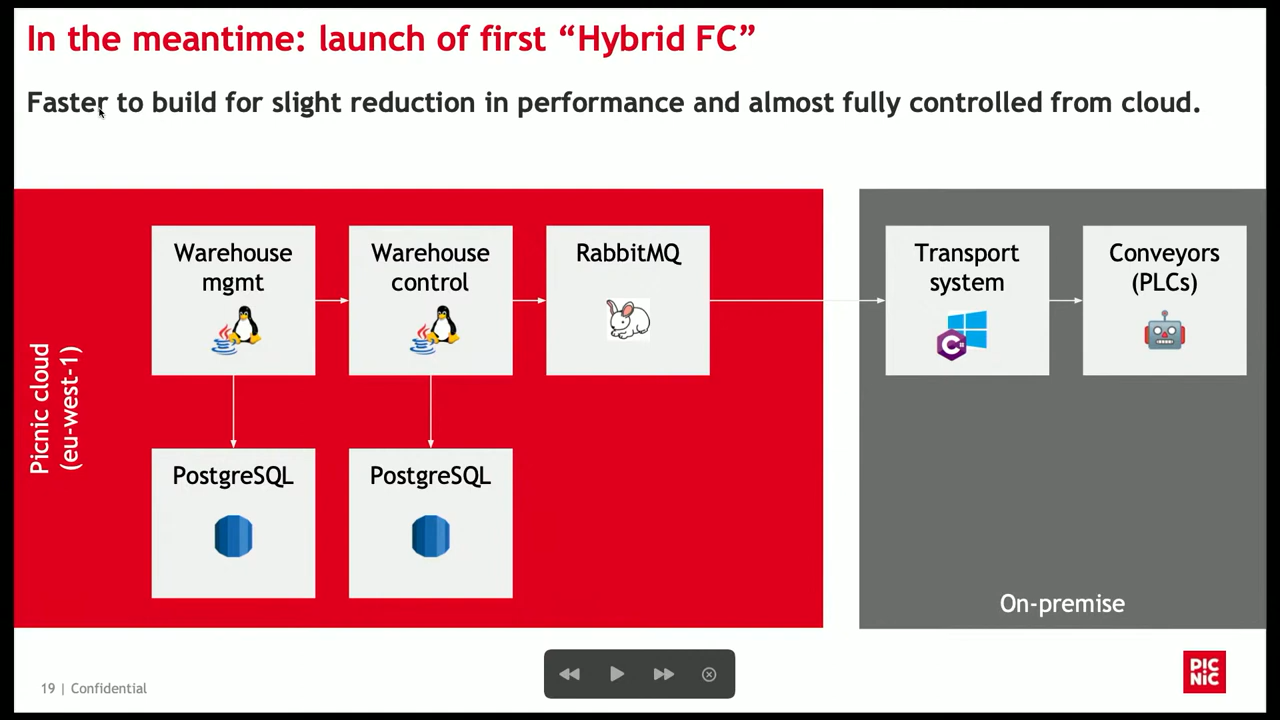 In the meantime: launch of first “Hybrid FC”
Faster to build for slight reduction in performance and almost fully controlled from cloud.
Picnic cloud
(eu-west-1)
Warehouse
mgmt
Warehouse
control
RabbitMQ
Transport
system
C#
Conveyors
(PLCs)
PostgreSQL
PostgreSQL
On-premise
19 | Confidential
PiC
NiC